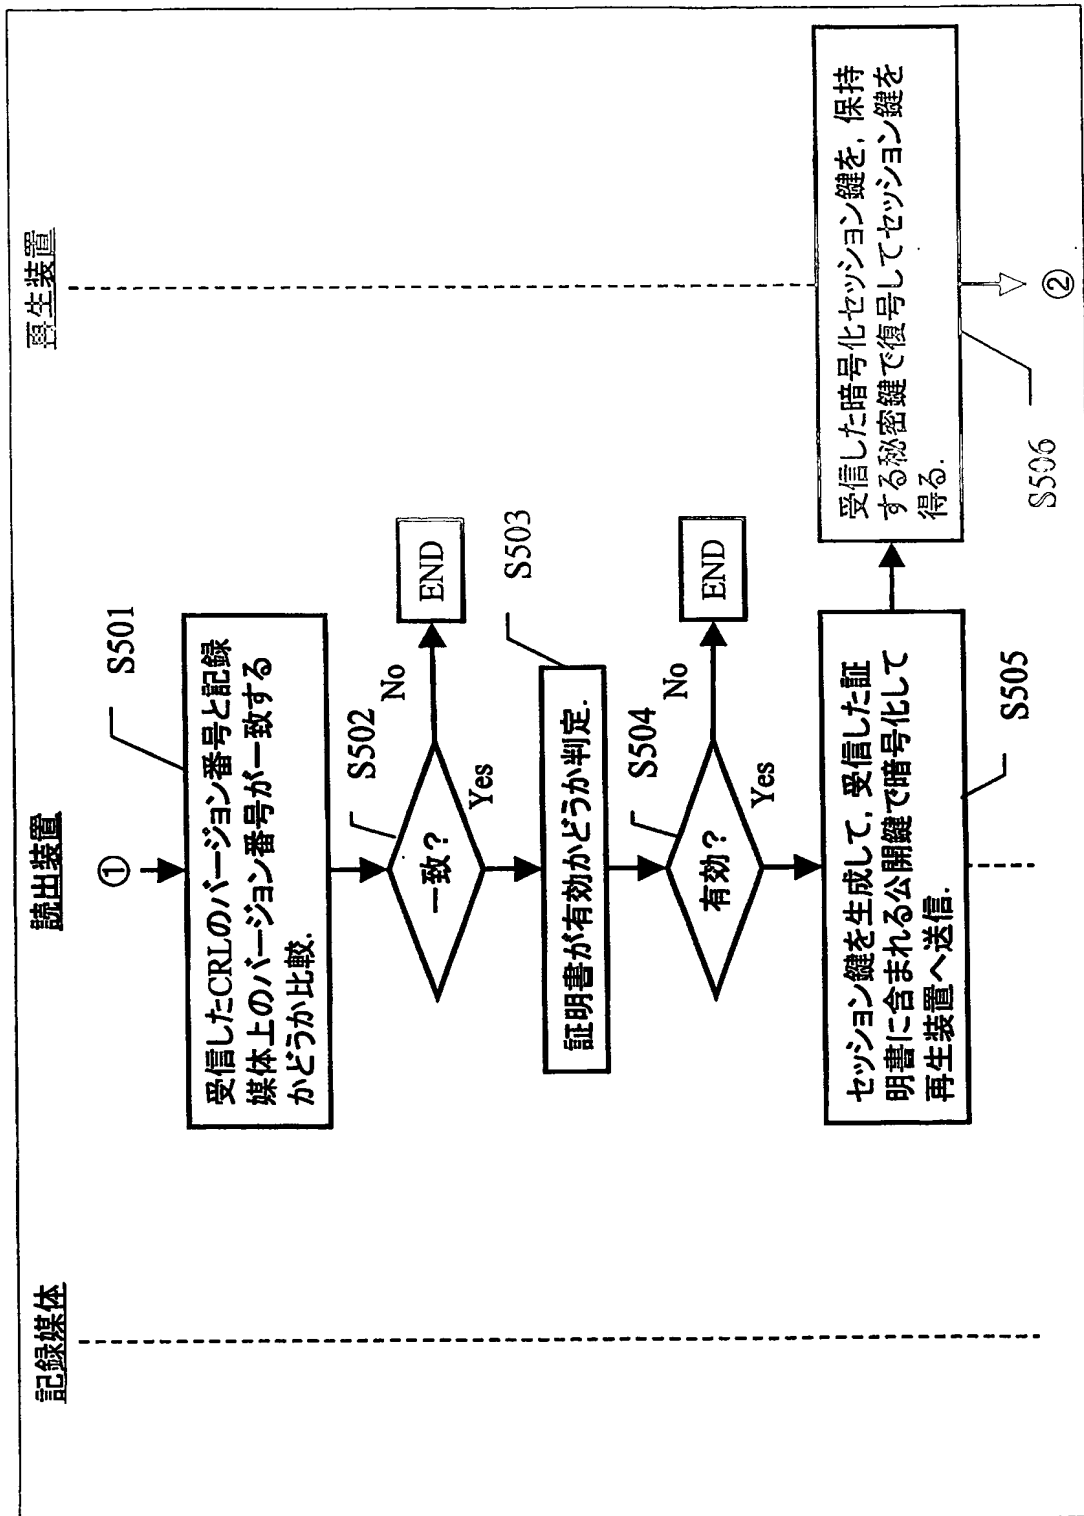 記録媒体
読出装置
再生装置
①
S501
受信したCRLのバージョン番号と記録
媒体上のバージョン番号が一致する
かどうか比較.
S502
一致?
No
END
Yes
S503
証明書が有効かどうか判定.
S504
有効?
No
END
Yes
セッション鍵を生成して, 受信した証
明書に含まれる公開鍵で暗号化して
再生装置へ送信.
S505
受信した暗号化セッション鍵を, 保持
する秘密鍵で復号してセッション鍵を
得る.
S506
②